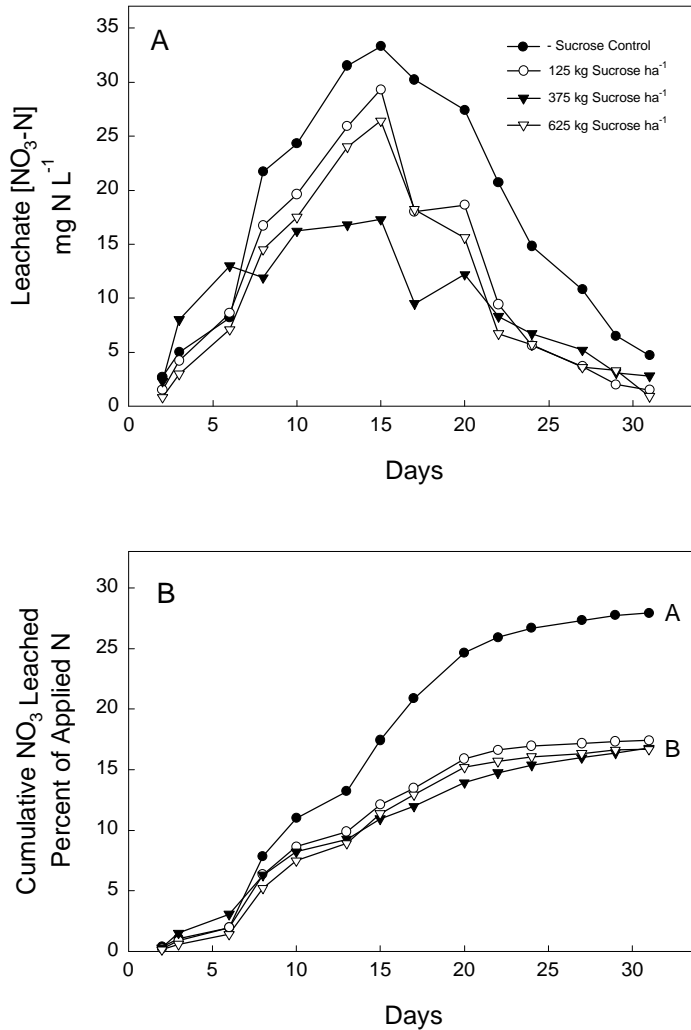 A
- Sucrose Control
125 kg Sucrose ha⁻¹
375 kg Sucrose ha⁻¹
625 kg Sucrose ha⁻¹
Leachate [NO₃-N]
mg N L⁻¹
35
30
25
20
15
10
5
0
0 5 10 15 20 25 30
Days
B
Cumulative NO₃ Leached
Percent of Applied N
30
25
20
15
10
5
0
A
B
0 5 10 15 20 25 30
Days